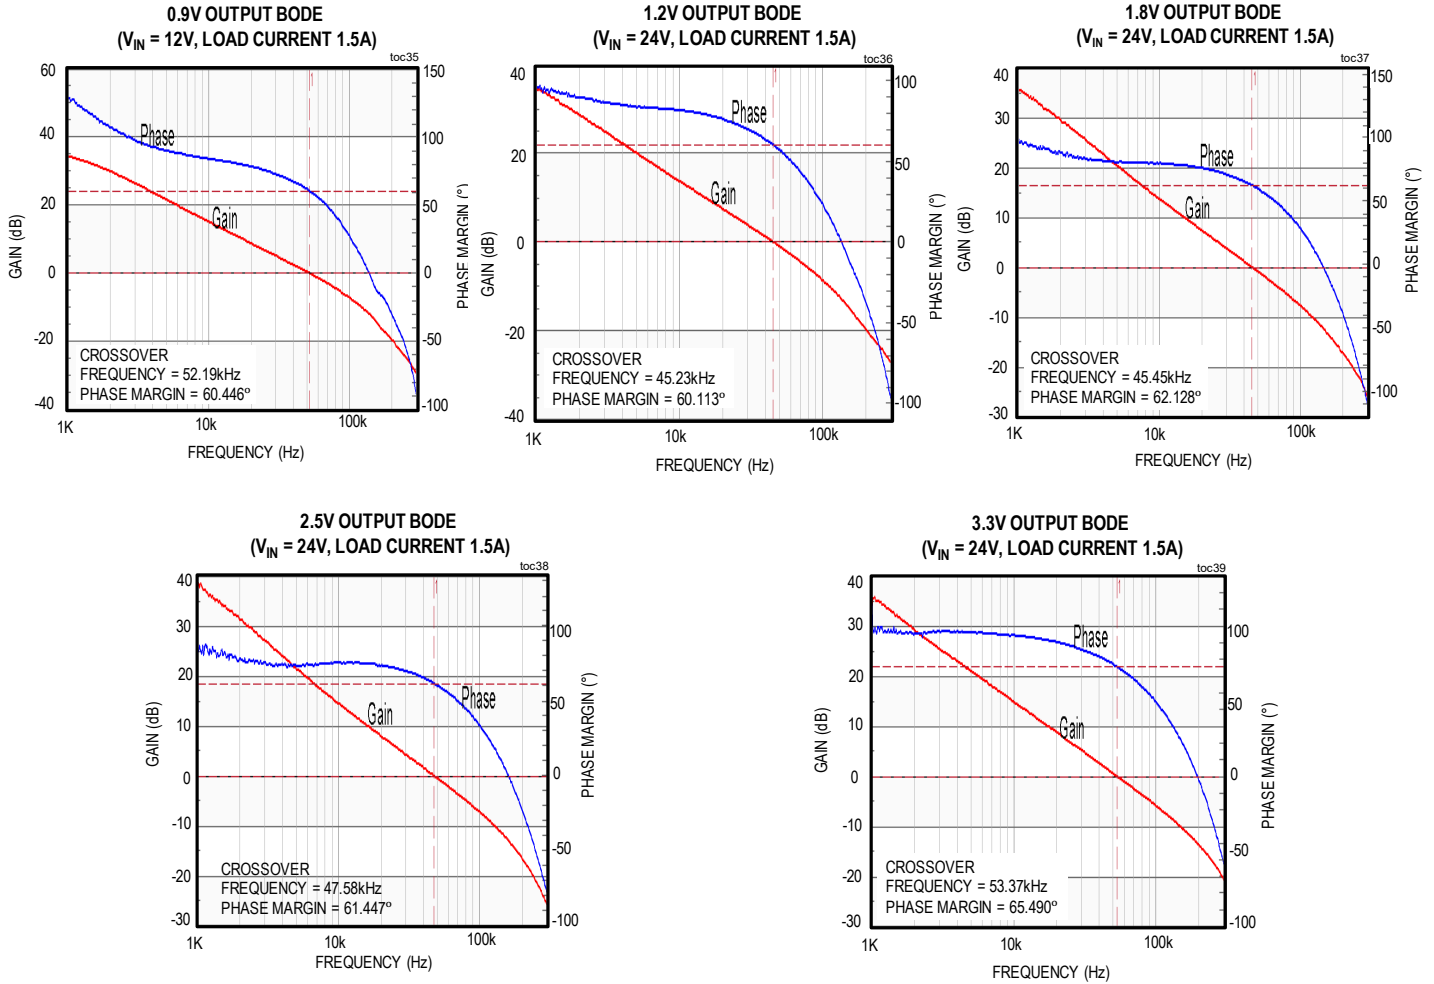 0.9V OUTPUT BODE
(VIN = 12V, LOAD CURRENT 1.5A)
toc35
60
40
20
0
-20
-40
150
100
50
0
-50
-100
GAIN (dB)
PHASE MARGIN (°)
Phase
Gain
CROSSOVER
FREQUENCY = 52.19kHz
PHASE MARGIN = 60.446º
1K
10k
100k
FREQUENCY (Hz)
1.2V OUTPUT BODE
(VIN = 24V, LOAD CURRENT 1.5A)
toc36
40
20
0
-20
-40
100
50
0
-50
-100
GAIN (dB)
PHASE MARGIN (°)
Phase
Gain
CROSSOVER
FREQUENCY = 45.23kHz
PHASE MARGIN = 60.113º
1K
10k
100k
FREQUENCY (Hz)
1.8V OUTPUT BODE
(VIN = 24V, LOAD CURRENT 1.5A)
toc37
40
30
20
10
0
-10
-20
-30
150
100
50
0
-50
-100
GAIN (dB)
PHASE MARGIN (°)
Phase
Gain
CROSSOVER
FREQUENCY = 45.45kHz
PHASE MARGIN = 62.128º
1K
10k
100k
FREQUENCY (Hz)
2.5V OUTPUT BODE
(VIN = 24V, LOAD CURRENT 1.5A)
toc38
40
30
20
10
0
-10
-20
-30
100
50
0
-50
-100
GAIN (dB)
PHASE MARGIN (°)
Phase
Gain
CROSSOVER
FREQUENCY = 47.58kHz
PHASE MARGIN = 61.447º
1K
10k
100k
FREQUENCY (Hz)
3.3V OUTPUT BODE
(VIN = 24V, LOAD CURRENT 1.5A)
toc39
40
30
20
10
0
-10
-20
-30
100
50
0
-50
-100
GAIN (dB)
PHASE MARGIN (°)
Phase
Gain
CROSSOVER
FREQUENCY = 53.37kHz
PHASE MARGIN = 65.490º
1K
10k
100k
FREQUENCY (Hz)